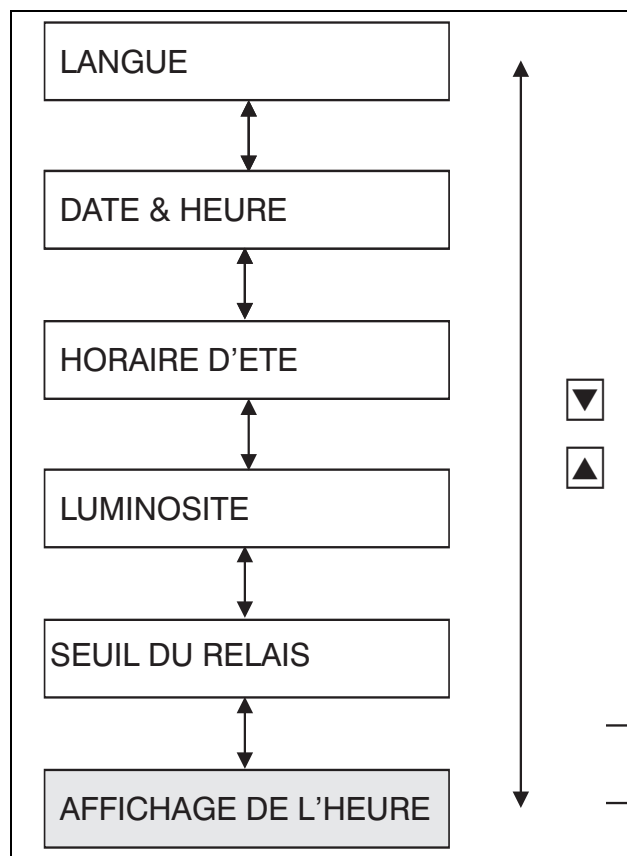 LANGUE
DATE & HEURE
HORAIRE D'ETE
LUMINOSITE
SEUIL DU RELAIS
AFFICHAGE DE L'HEURE